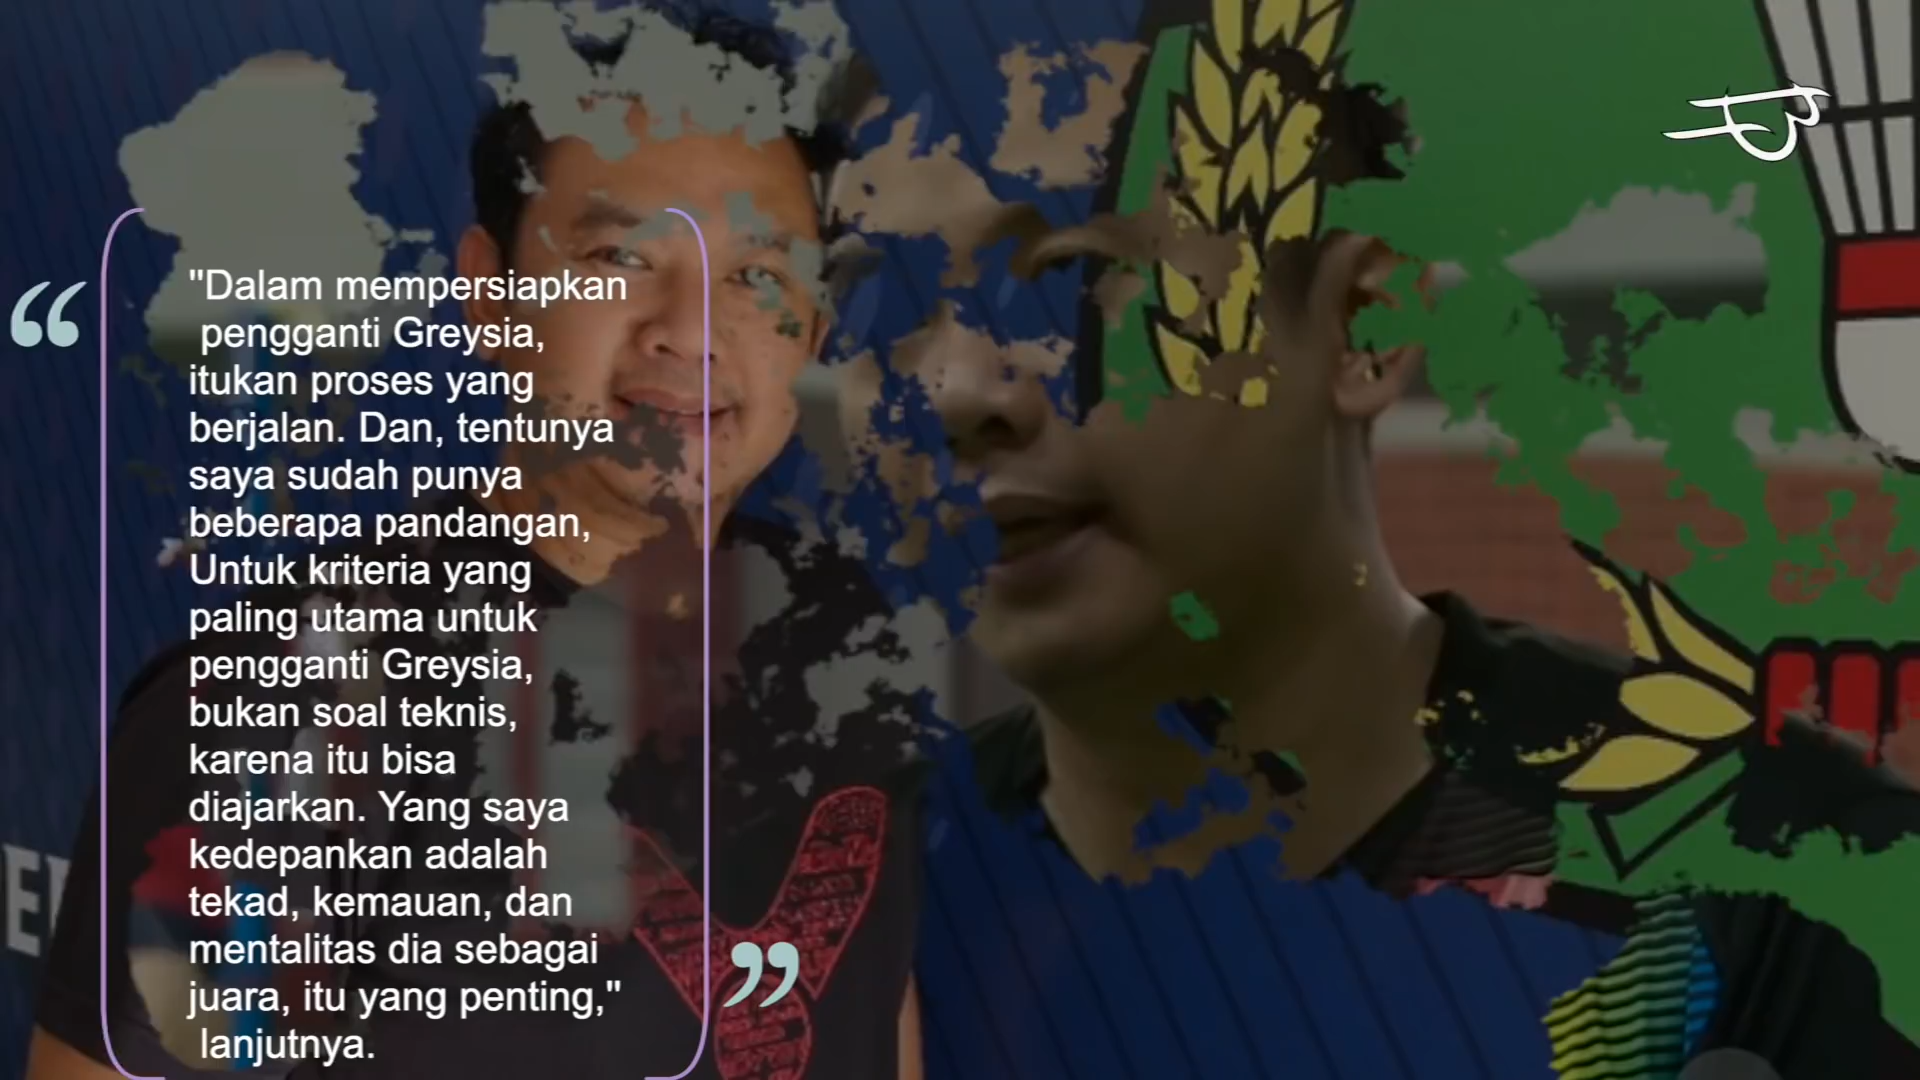 "Dalam mempersiapkan
pengganti Greysia,
itukan proses yang
berjalan. Dan, tentunya
saya sudah punya
beberapa pandangan,
Untuk kriteria yang
paling utama untuk
pengganti Greysia,
bukan soal teknis,
karena itu bisa
diajarkan. Yang saya
kedepankan adalah
tekad, kemauan, dan
mentalitas dia sebagai
juara, itu yang penting,"
lanjutnya.